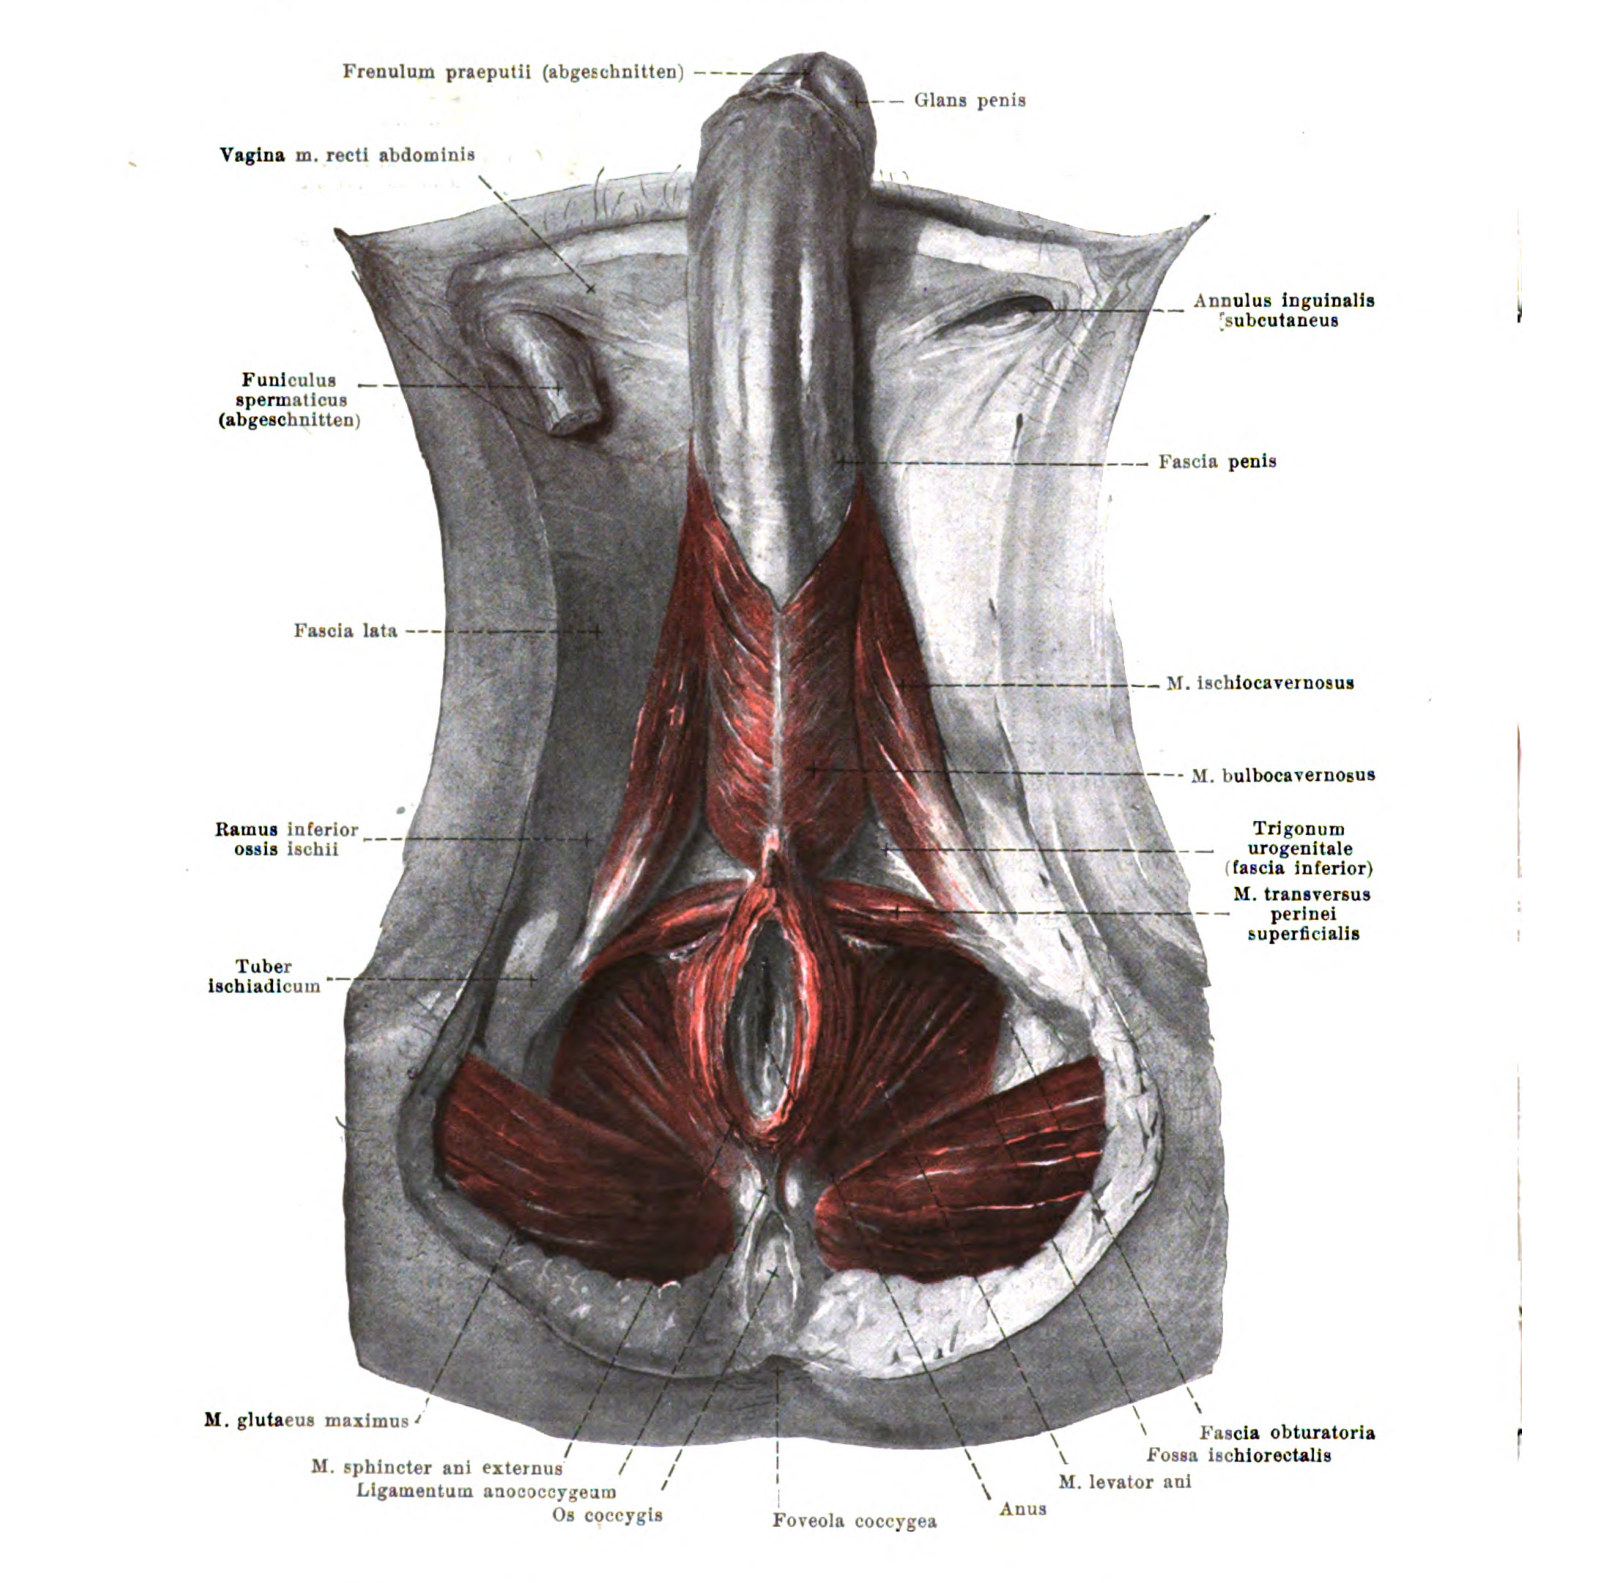 Frenulum praeputii (abgeschnitten)
Glans penis
Vagina m. recti abdominis
Annulus inguinalis
subcutaneus
Funiculus
spermaticus
(abgeschnitten)
Fascia penis
Fascia lata
M. ischiocavernosus
M. bulbocavernosus
Ramus inferior
ossis ischii
Trigonum
urogenitale
(fascia inferior)
M. transversus
perinei
superficialis
Tuber
ischiadicum
M. glutaeus maximus
Fascia obturatoria
Fossa ischiorectalis
M. sphincter ani externus
M. levator ani
Ligamentum anococcygeum
Os coccygis
Anus
Foveola coccygea